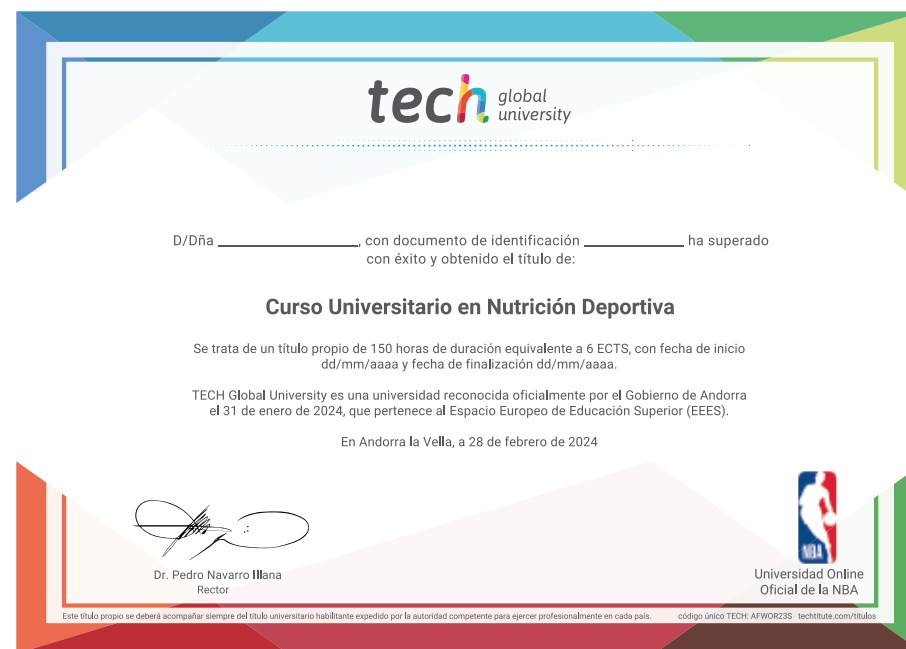 tech global
university
D/Dña ____________________, con documento de identificación ______________ ha superado
con éxito y obtenido el título de:
Curso Universitario en Nutrición Deportiva
Se trata de un título propio de 150 horas de duración equivalente a 6 ECTS, con fecha de inicio
dd/mm/aaaa y fecha de finalización dd/mm/aaaa.
TECH Global University es una universidad reconocida oficialmente por el Gobierno de Andorra
el 31 de enero de 2024, que pertenece al Espacio Europeo de Educación Superior (EEES).
En Andorra la Vella, a 28 de febrero de 2024
Dr. Pedro Navarro Illana
Rector
NBA
Universidad Online
Oficial de la NBA
Este título propio se deberá acompañar siempre del título universitario habilitante expedido por la autoridad competente para ejercer profesionalmente en cada país. código único TECH: AFWOR23S techtitute.com/titulos